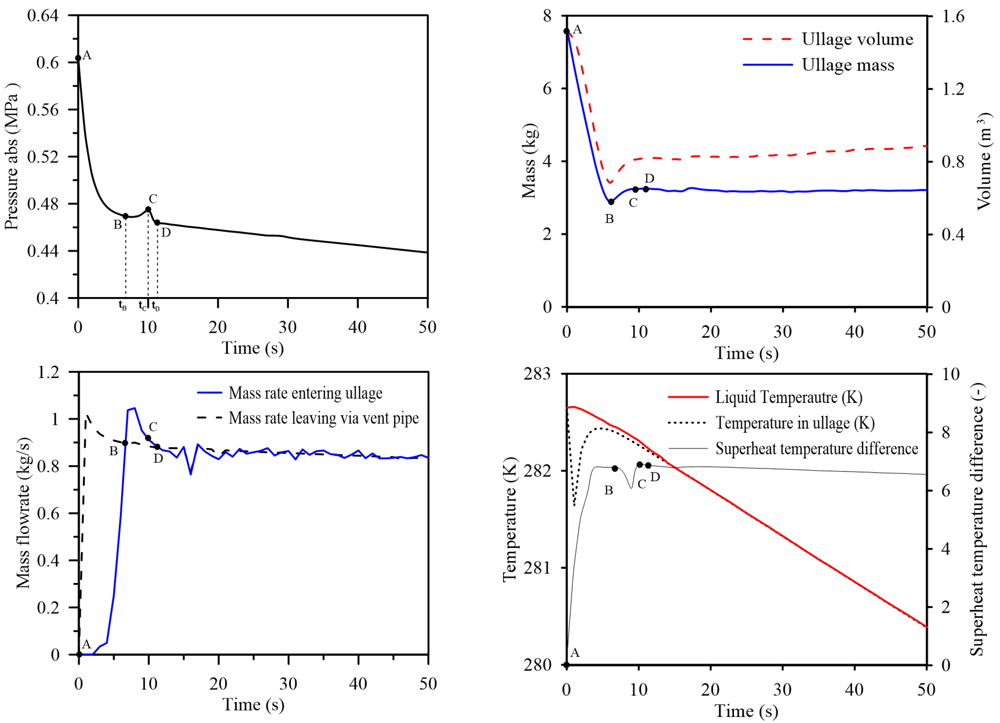 0.64
0.6
0.56
0.52
0.48
0.44
0.4
Pressure abs (MPa )
A
B
C
D
tB
tC
tD
0 10 20 30 40 50
Time (s)
8
6
4
2
0
Mass (kg)
1.6
1.2
0.8
0.4
0
Volume (m 3)
A
Ullage volume
Ullage mass
D
C
B
0 10 20 30 40 50
Time (s)
1.2
1
0.8
0.6
0.4
0.2
0
Mass flowrate (kg/s)
Mass rate entering ullage
Mass rate leaving via vent pipe
C
B
D
A
0 10 20 30 40 50
Time (s)
283
282
281
280
Temperature (K)
10
8
6
4
2
0
Superheat temperature difference (-)
Liquid Temperautre (K)
Temperature in ullage (K)
Superheat temperature difference
B
C
D
A
0 10 20 30 40 50
Time (s)